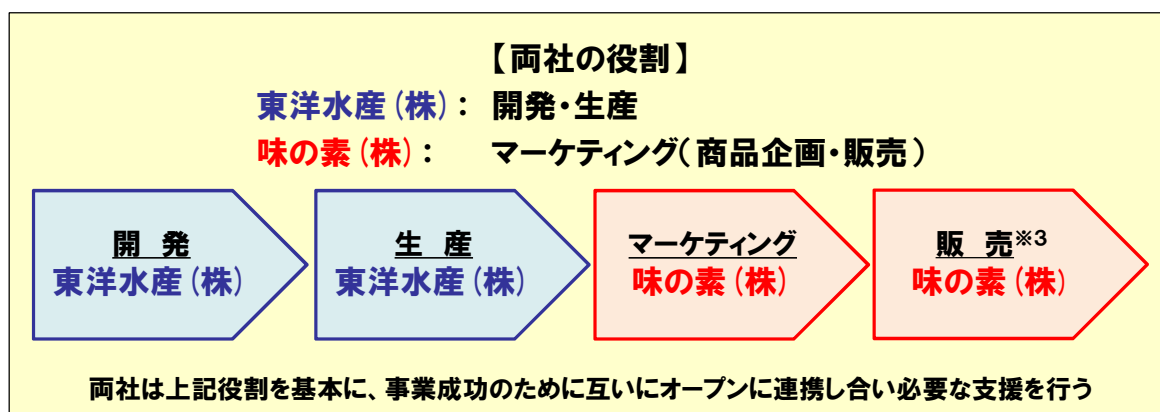 【両社の役割】
東洋水産(株)： 開発・生産
味の素(株)： マーケティング(商品企画・販売)
開 発
東洋水産(株)
生 産
東洋水産(株)
マーケティング
味の素(株)
販 売※3
味の素(株)
両社は上記役割を基本に、事業成功のために互いにオープンに連携し合い必要な支援を行う